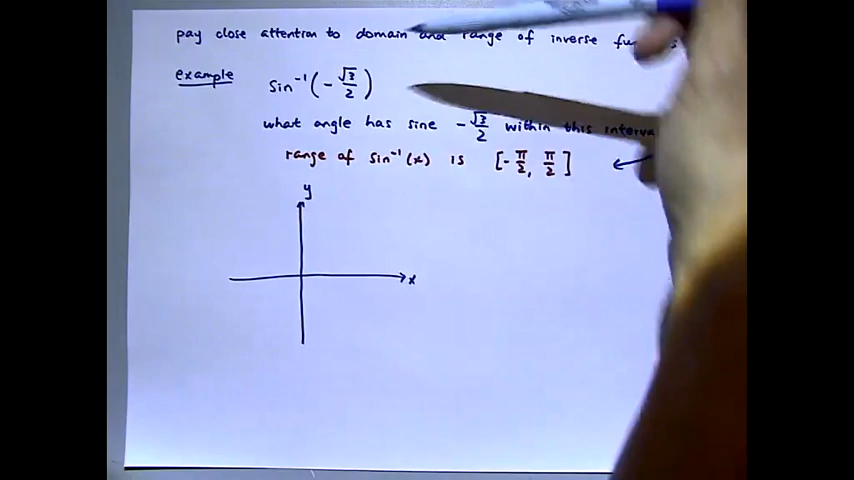 pay close attention to domain and range of inverse
example sin⁻¹(-√3/2)
what angle has sine -√3/2 within this
range of sin⁻¹(x) is [-π/2, π/2]
y
x